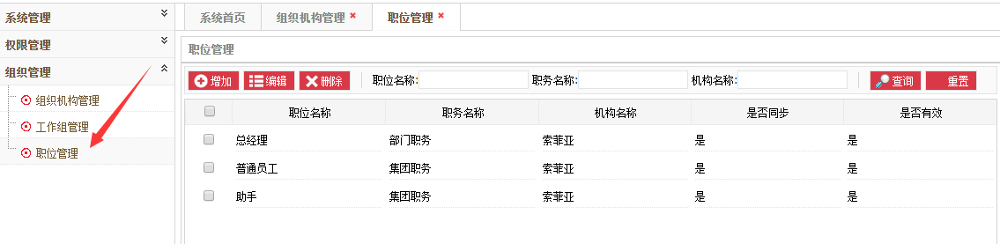 系统管理
权限管理
组织管理
组织机构管理
工作组管理
职位管理
系统首页 组织机构管理 职位管理
职位管理
增加 编辑 删除 职位名称: 职务名称: 机构名称: 查询 重置
职位名称 职务名称 机构名称 是否同步 是否有效
总经理 部门职务 索菲亚 是 是
普通员工 集团职务 索菲亚 是 是
助手 集团职务 索菲亚 是 是